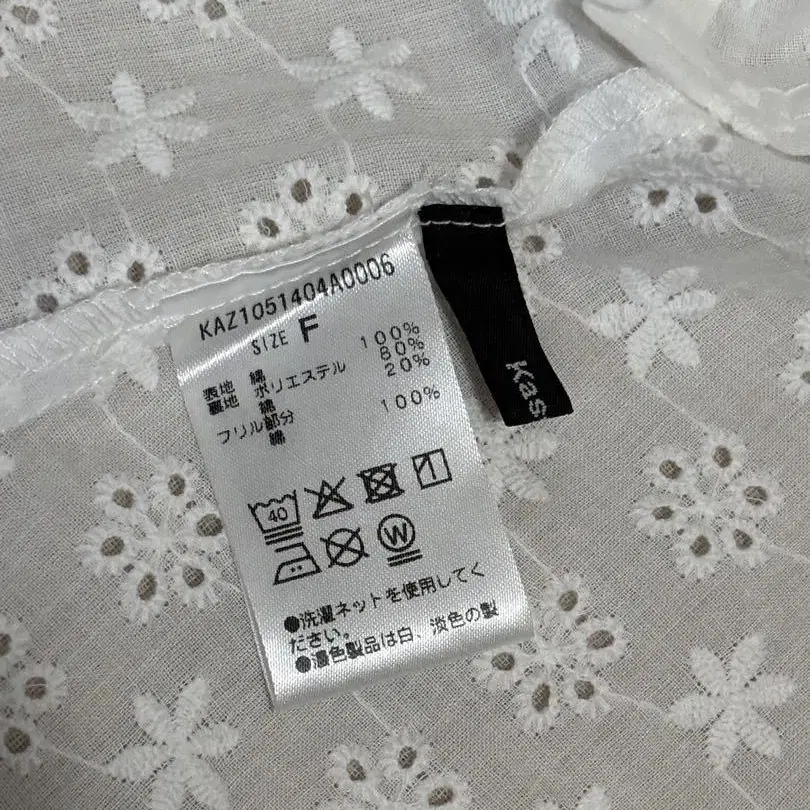 KAZ1051404A0006
SIZE F
表地 綿 100%
裏地 ポリエステル 80%
綿 20%
フリル部分
綿 100%
40
W
●洗濯ネットを使用してく
ださい。
●濃色製品は白、淡色の製
Kas